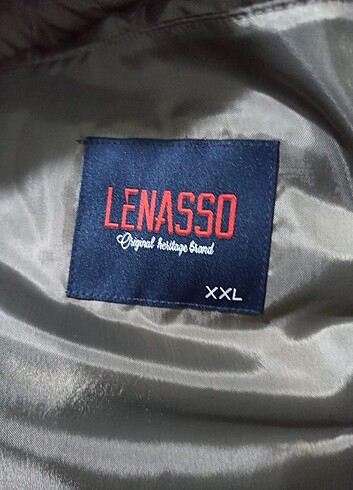 LENASSO
Original heritage brand
XXL